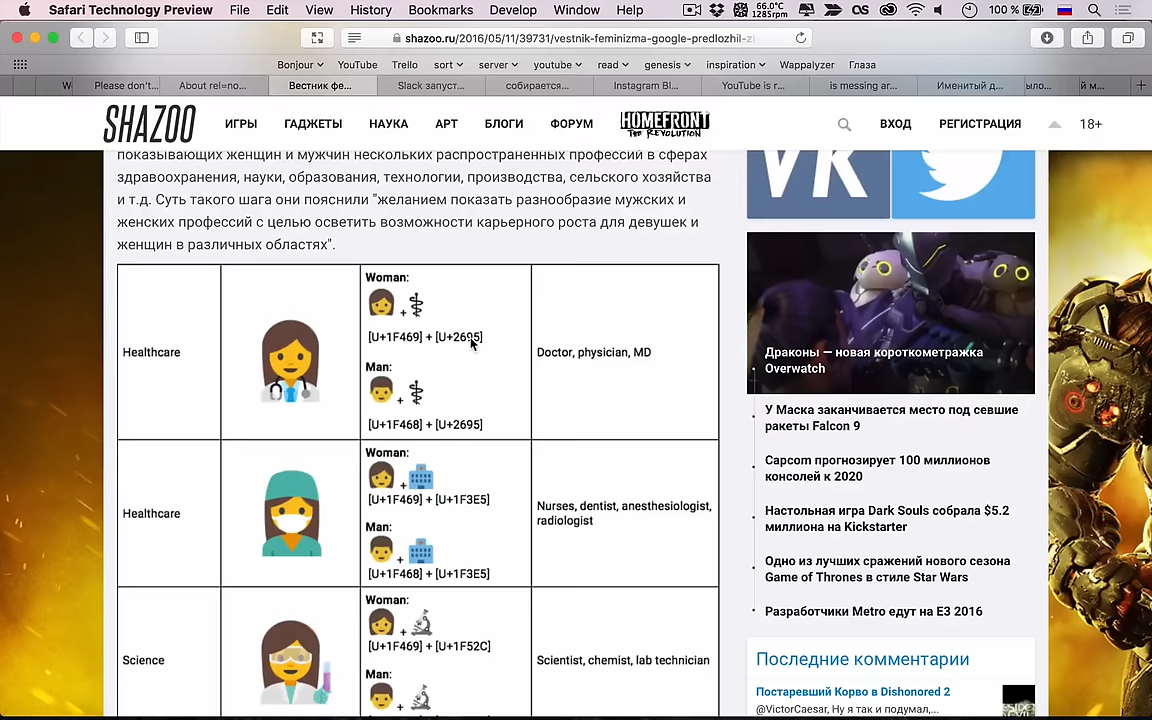 Safari Technology Preview File Edit View History Bookmarks Develop Window Help 66.0°C 1285rpm 100 %
shazoo.ru/2016/05/11/39731/vestnik-feminizma-google-predlozhil-z
Bonjour YouTube Trello sort server youtube read genesis inspiration Wappalyzer Глаза
W Please don't... About rel=no... Вестник фе... Slack запуст... собирается... Instagram Bl... YouTube is r... is messing ar... Именитый д... ыло... й м...
SHAZOO ИГРЫ ГАДЖЕТЫ НАУКА АРТ БЛОГИ ФОРУМ HOMEFRONT THE REVOLUTION ВХОД РЕГИСТРАЦИЯ 18+
показывающих женщин и мужчин нескольких распространенных профессий в сферах
здравоохранения, науки, образования, технологии, производства, сельского хозяйства
и т.д. Суть такого шага они пояснили "желанием показать разнообразие мужских и
женских профессий с целью осветить возможности карьерного роста для девушек и
женщин в различных областях".
Healthcare
Woman:
+
[U+1F469] + [U+2695]
Man:
+
[U+1F468] + [U+2695]
Doctor, physician, MD
Healthcare
Woman:
+
[U+1F469] + [U+1F3E5]
Man:
+
[U+1F468] + [U+1F3E5]
Nurses, dentist, anesthesiologist,
radiologist
Science
Woman:
+
[U+1F469] + [U+1F52C]
Man:
+
Scientist, chemist, lab technician
VK
Драконы — новая короткометражка
Overwatch
У Маска заканчивается место под севшие
ракеты Falcon 9
Capcom прогнозирует 100 миллионов
консолей к 2020
Настольная игра Dark Souls собрала $5.2
миллиона на Kickstarter
Одно из лучших сражений нового сезона
Game of Thrones в стиле Star Wars
Разработчики Metro едут на E3 2016
Последние комментарии
Постаревший Корво в Dishonored 2
@VictorCaesar, Ну я так и подумал,...